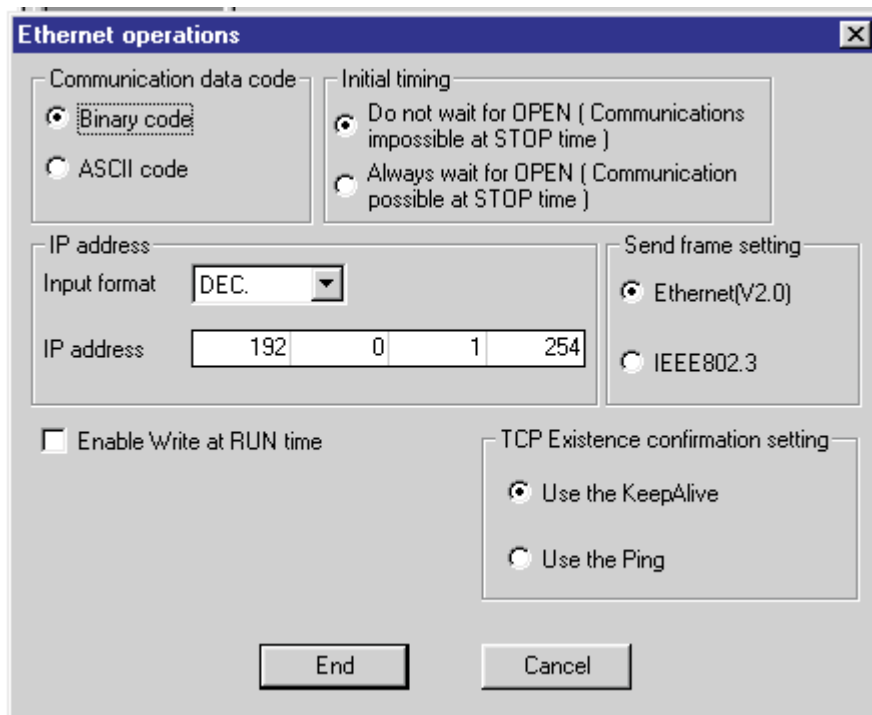 Ethernet operations
Communication data code
Binary code
ASCII code
Initial timing
Do not wait for OPEN ( Communications
impossible at STOP time )
Always wait for OPEN ( Communication
possible at STOP time )
IP address
Input format DEC.
IP address 192 0 1 254
Send frame setting
Ethernet(V2.0)
IEEE802.3
Enable Write at RUN time
TCP Existence confirmation setting
Use the KeepAlive
Use the Ping
End Cancel